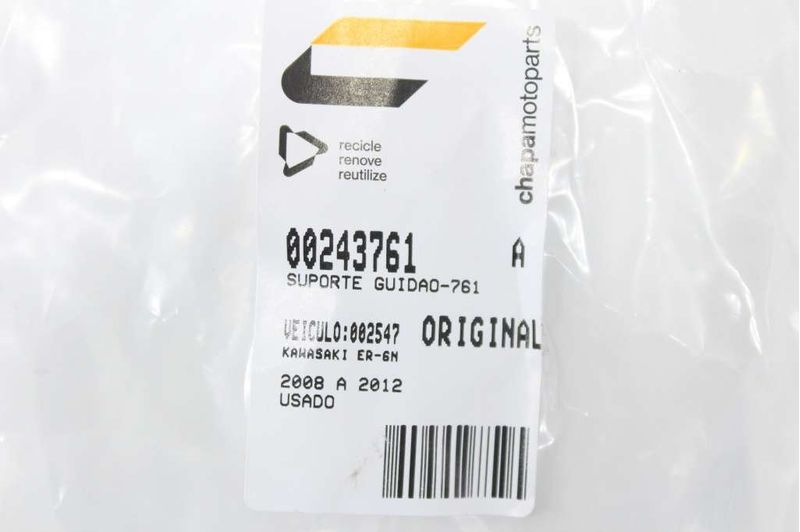 recicle
renove
reutilize
chapamotoparts
00243761 A
SUPORTE GUIDAO-761
VEICULO:002547 ORIGINAL
KAWASAKI ER-6N
2008 A 2012
USADO